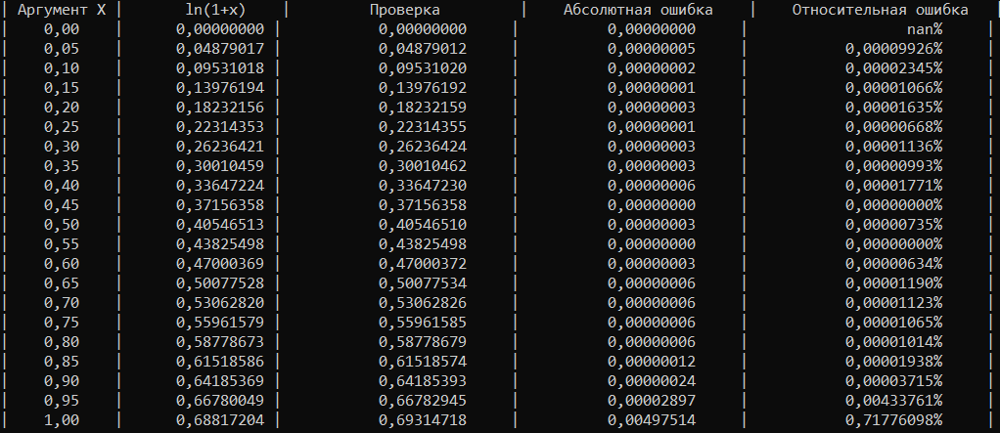 | Аргумент X | ln(1+x) | Проверка | Абсолютная ошибка | Относительная ошибка |
| 0,00 | 0,00000000 | 0,00000000 | 0,00000000 | nan% |
| 0,05 | 0,04879017 | 0,04879012 | 0,00000005 | 0,00009926% |
| 0,10 | 0,09531018 | 0,09531020 | 0,00000002 | 0,00002345% |
| 0,15 | 0,13976194 | 0,13976192 | 0,00000001 | 0,00001066% |
| 0,20 | 0,18232156 | 0,18232159 | 0,00000003 | 0,00001635% |
| 0,25 | 0,22314353 | 0,22314355 | 0,00000001 | 0,00000668% |
| 0,30 | 0,26236421 | 0,26236424 | 0,00000003 | 0,00001136% |
| 0,35 | 0,30010459 | 0,30010462 | 0,00000003 | 0,00000993% |
| 0,40 | 0,33647224 | 0,33647230 | 0,00000006 | 0,00001771% |
| 0,45 | 0,37156358 | 0,37156358 | 0,00000000 | 0,00000000% |
| 0,50 | 0,40546513 | 0,40546510 | 0,00000003 | 0,00000735% |
| 0,55 | 0,43825498 | 0,43825498 | 0,00000000 | 0,00000000% |
| 0,60 | 0,47000369 | 0,47000372 | 0,00000003 | 0,00000634% |
| 0,65 | 0,50077528 | 0,50077534 | 0,00000006 | 0,00001190% |
| 0,70 | 0,53062820 | 0,53062826 | 0,00000006 | 0,00001123% |
| 0,75 | 0,55961579 | 0,55961585 | 0,00000006 | 0,00001065% |
| 0,80 | 0,58778673 | 0,58778679 | 0,00000006 | 0,00001014% |
| 0,85 | 0,61518586 | 0,61518574 | 0,00000012 | 0,00001938% |
| 0,90 | 0,64185369 | 0,64185393 | 0,00000024 | 0,00003715% |
| 0,95 | 0,66780049 | 0,66782945 | 0,00002897 | 0,00433761% |
| 1,00 | 0,68817204 | 0,69314718 | 0,00497514 | 0,71776098% |